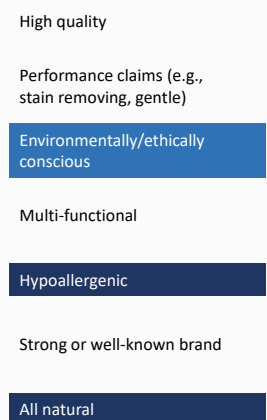 High quality
Performance claims (e.g.,
stain removing, gentle)
Environmentally/ethically
conscious
Multi-functional
Hypoallergenic
Strong or well-known brand
All natural